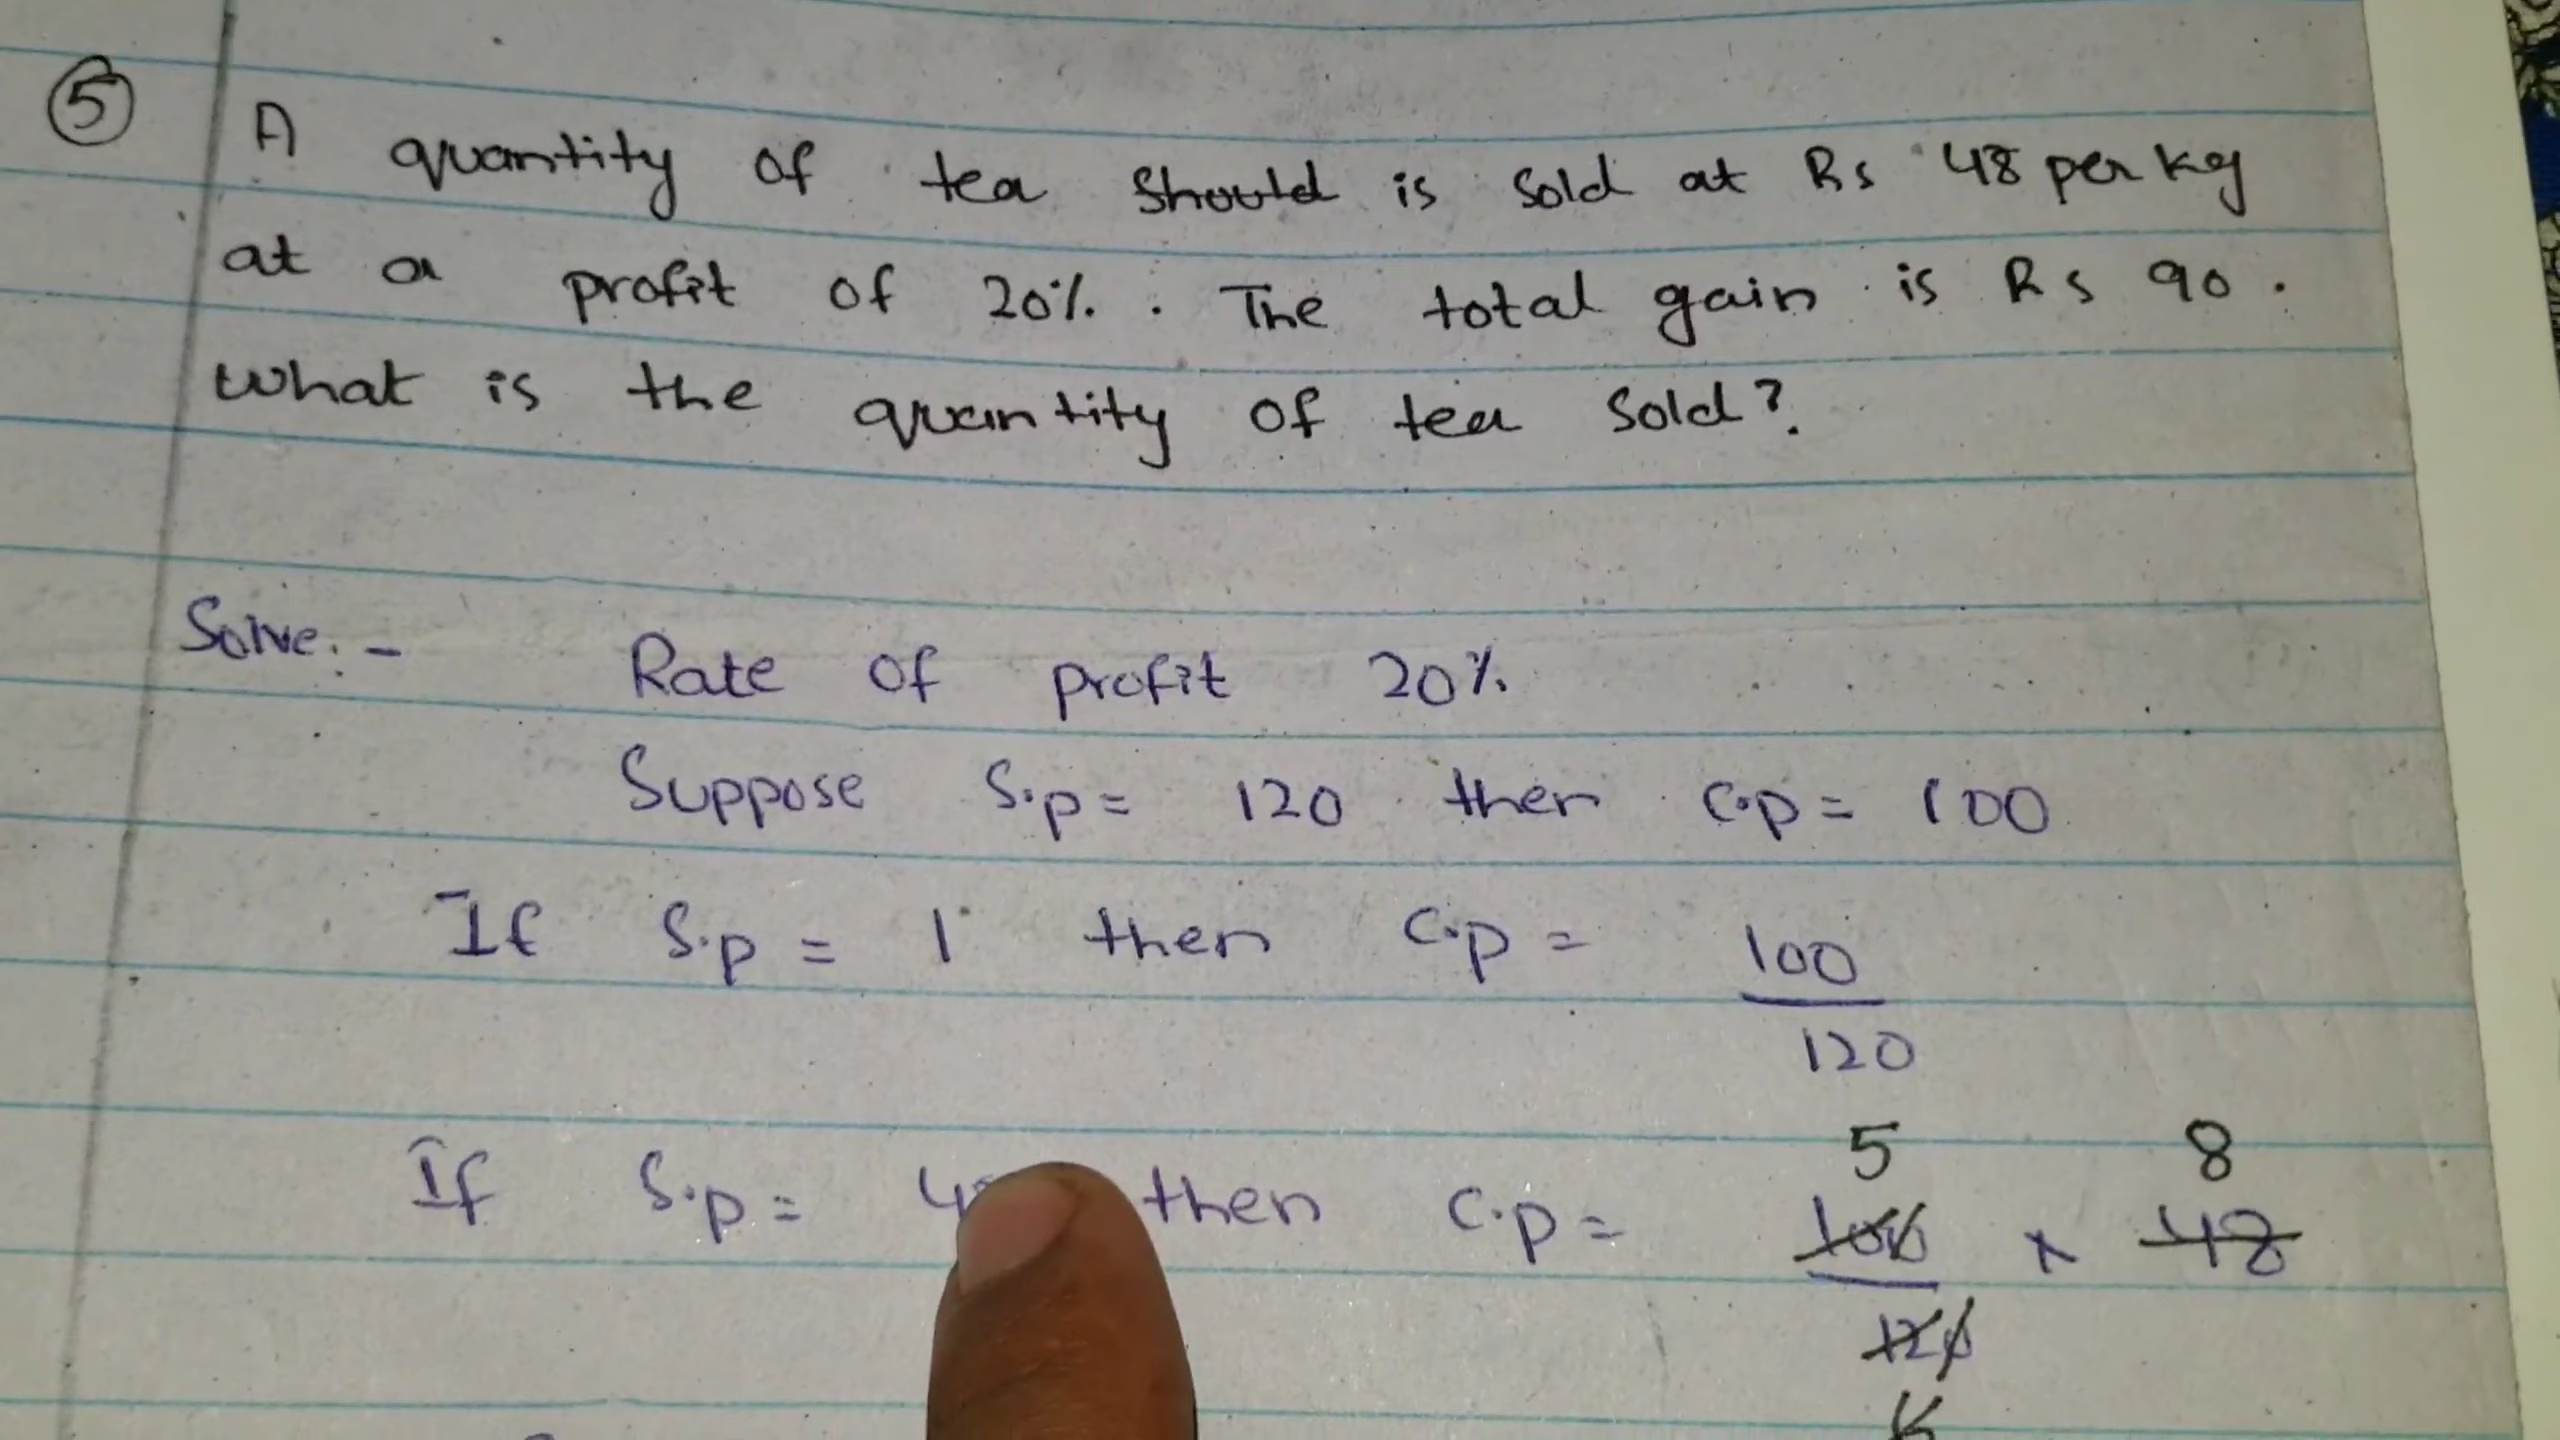 5 A quantity of tea should is sold at Rs 48 per kg
at a profit of 20%. The total gain is Rs 90.
What is the quantity of tea sold?
Solve:- Rate of profit 20%
Suppose S.p = 120 then C.p = 100
If S.p = 1 then C.p = 100
120
5 8
If S.p = then C.p = 100 × 48
120